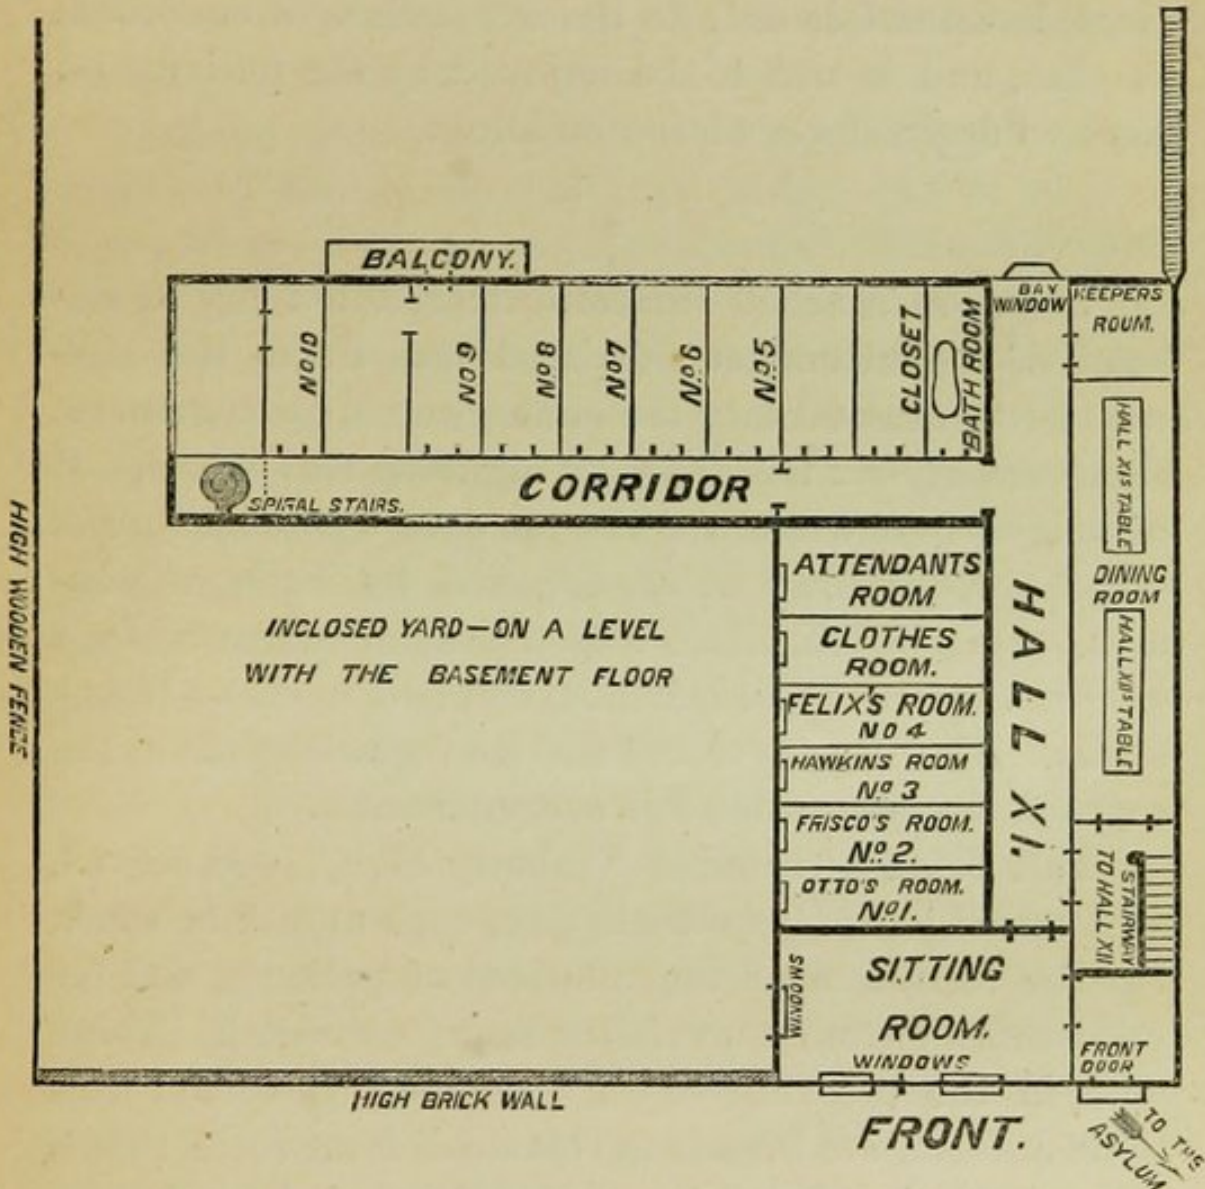 BALCONY.
BAY
WINDOW
KEEPERS
ROUM.
No 10
No 9
No 8
No 7
No 6
No 5
CLOSET
BATH ROOM
CORRIDOR
SPIRAL STAIRS.
HALL XIS TABLE
DINING
ROOM
HALL XIIS TABLE
ATTENDANTS
ROOM
CLOTHES
ROOM.
FELIX'S ROOM.
NO 4
HAWKINS ROOM
No 3
FRISCO'S ROOM.
No 2.
OTTO'S ROOM.
No 1.
HALL XI.
INCLOSED YARD—ON A LEVEL
WITH THE BASEMENT FLOOR
HIGH WOODEN FENCE
STAIRWAY
TO HALL XII
SITTING
ROOM.
WINDOWS
WINDOWS
FRONT
DOOR
HIGH BRICK WALL
FRONT.
TO THE
ASYLUM